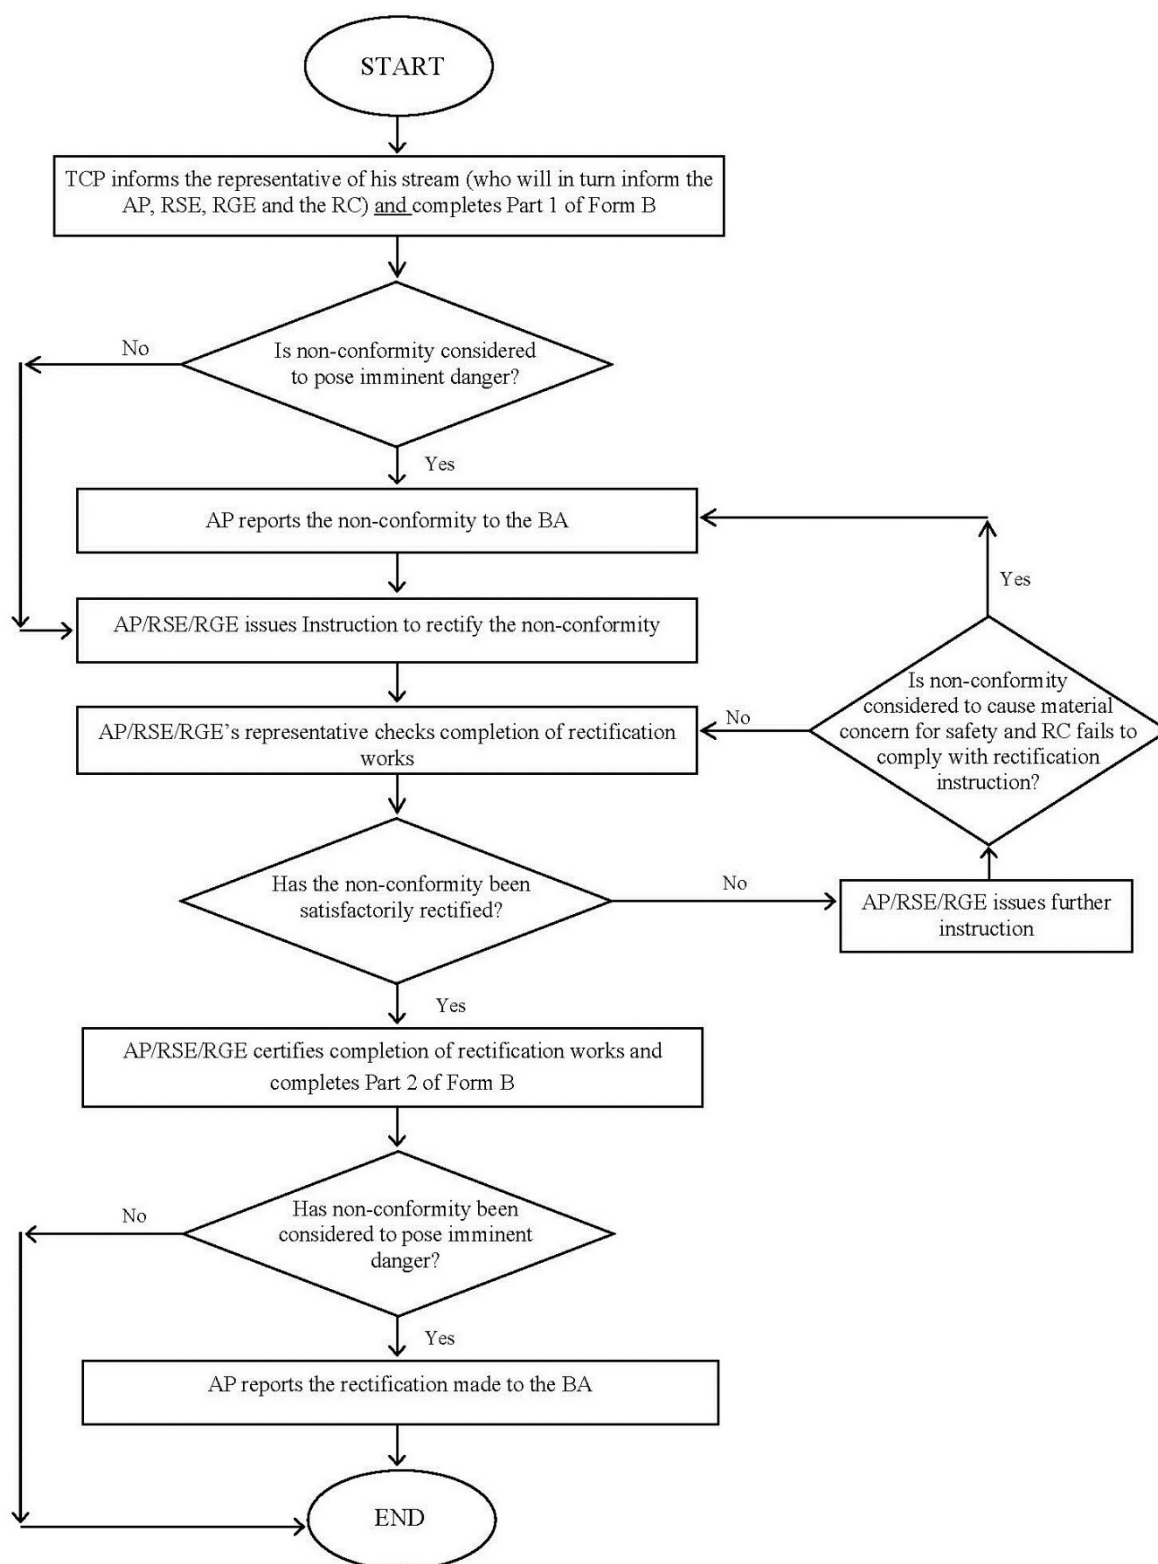 START
TCP informs the representative of his stream (who will in turn inform the
AP, RSE, RGE and the RC) and completes Part 1 of Form B
No
Is non-conformity considered
to pose imminent danger?
Yes
AP reports the non-conformity to the BA
Yes
AP/RSE/RGE issues Instruction to rectify the non-conformity
Is non-conformity
considered to cause material
concern for safety and RC fails to
comply with rectification
instruction?
No
AP/RSE/RGE’s representative checks completion of rectification
works
Has the non-conformity been
satisfactorily rectified?
No
AP/RSE/RGE issues further
instruction
Yes
AP/RSE/RGE certifies completion of rectification works and
completes Part 2 of Form B
No
Has non-conformity been
considered to pose imminent
danger?
Yes
AP reports the rectification made to the BA
END